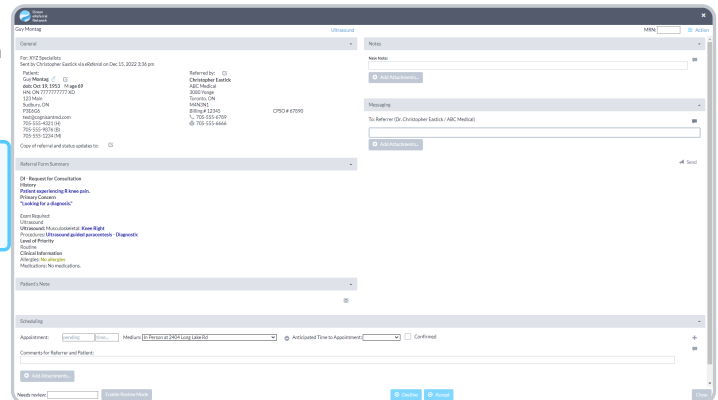 Ocean
eReferral
Network
Guy Montag
Ultrasound
MRN:
Action
General
For: XYZ Specialists
Sent by Christopher Eastick via eReferral on Dec 15, 2022 3:36 pm
Patient:
Guy Montag
dob: Oct 19, 1953 M age 69
HN: ON 7777777777 XD
123 Main
Sudbury, ON
P3E6G6
test@cognisantmd.com
705-555-4321 (H)
705-555-9876 (B)
705-555-1234 (M)
Referred by:
Christopher Eastick
ABC Medical
3000 Yonge
Toronto, ON
M4N3N1
Billing # 12345 CPSO # 67890
705-555-6789
705-555-6666
Copy of referral and status updates to:
Referral Form Summary
DI - Request for Consultation
History
Patient experiencing R knee pain.
Primary Concern
"Looking for a diagnosis."
Exam Required:
Ultrasound
Ultrasound: Musculoskeletal: Knee Right
Procedures: Ultrasound guided paracentesis - Diagnostic
Level of Priority
Routine
Clinical Information
Allergies: No allergies
Medications: No medications.
Patient's Note
Notes
New Note:
Add Attachments...
Messaging
To: Referrer (Dr. Christopher Eastick / ABC Medical)
Add Attachments...
Send
Scheduling
Appointment: pending time... Medium: In Person at 2404 Long Lake Rd Anticipated Time to Appointment: Confirmed
Comments for Referrer and Patient:
Add Attachments...
Needs review: Enable Review Mode Decline Accept Close